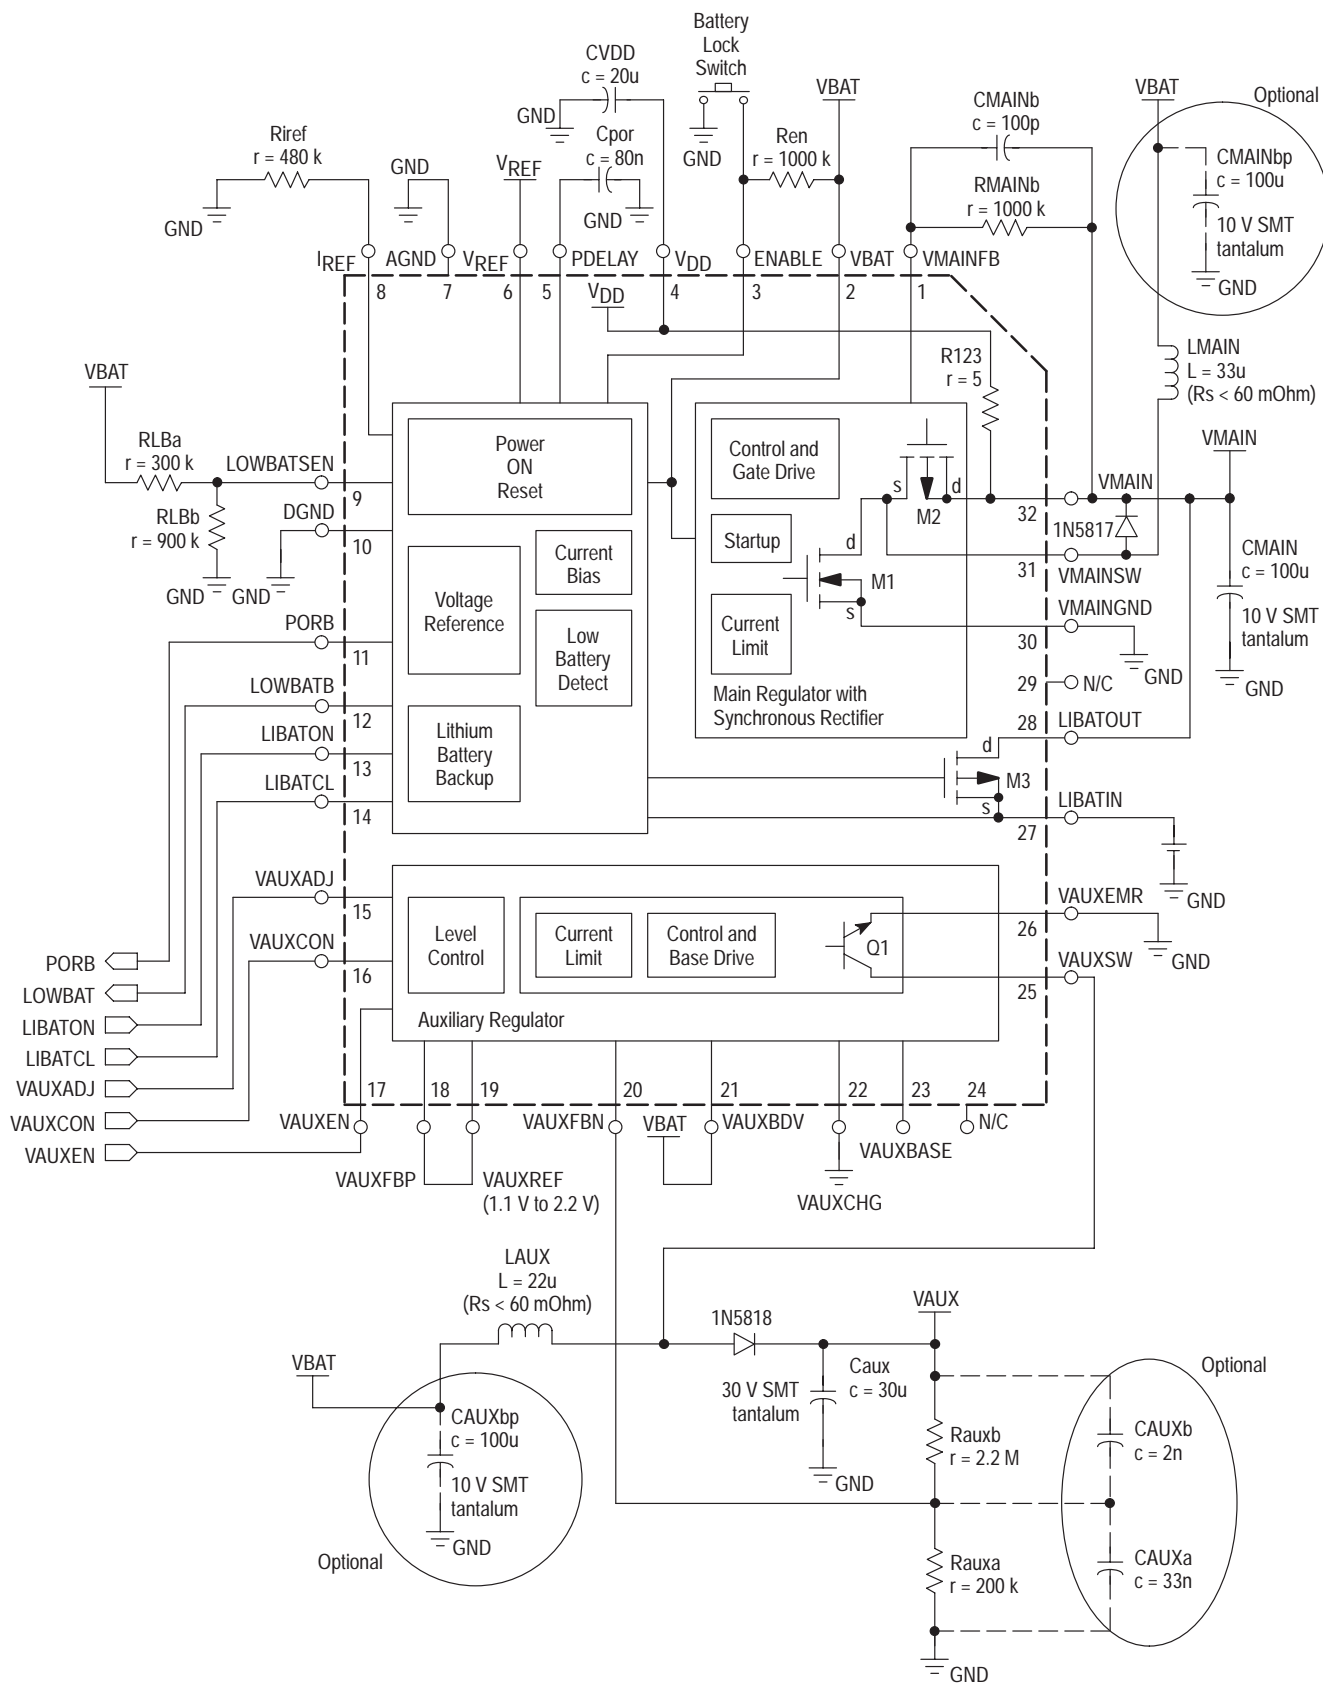 Battery
Lock
Switch
CVDD
c = 20u
GND
VBAT
CMAINb
c = 100p
VBAT
Optional
Riref
r = 480 k
GND
GND
VREF
Cpor
c = 80n
GND
GND
Ren
r = 1000 k
RMAINb
r = 1000 k
CMAINbp
c = 100u
10 V SMT
tantalum
GND
IREF
AGND
VREF
PDELAY
VDD
ENABLE
VBAT
VMAINFB
8
7
6
5
4
3
2
1
VDD
R123
r = 5
LMAIN
L = 33u
(Rs < 60 mOhm)
VBAT
RLBa
r = 300 k
LOWBATSEN
9
RLBb
r = 900 k
GND
DGND
10
GND
Power
ON
Reset
Current
Bias
Voltage
Reference
Low
Battery
Detect
Lithium
Battery
Backup
Control and
Gate Drive
Startup
Current
Limit
s
d
M2
d
M1
s
Main Regulator with
Synchronous Rectifier
VMAIN
32
1N5817
31
VMAINSW
VMAIN
CMAIN
c = 100u
10 V SMT
tantalum
GND
VMAINGND
30
GND
29
N/C
28
LIBATOUT
d
M3
s
LIBATIN
27
GND
PORB
11
LOWBATB
12
LIBATON
13
LIBATCL
14
VAUXADJ
15
VAUXCON
16
Level
Control
Current
Limit
Control and
Base Drive
Q1
Auxiliary Regulator
VAUXEMR
26
GND
VAUXSW
25
PORB
LOWBAT
LIBATON
LIBATCL
VAUXADJ
VAUXCON
VAUXEN
17
18
19
20
21
22
23
24
VAUXEN
VAUXFBP
VAUXREF
(1.1 V to 2.2 V)
VAUXFBN
VBAT
VAUXBDV
VAUXCHG
VAUXBASE
N/C
LAUX
L = 22u
(Rs < 60 mOhm)
VBAT
CAUXbp
c = 100u
10 V SMT
tantalum
GND
Optional
1N5818
30 V SMT
tantalum
Caux
c = 30u
GND
VAUX
Rauxb
r = 2.2 M
Rauxa
r = 200 k
GND
Optional
CAUXb
c = 2n
CAUXa
c = 33n